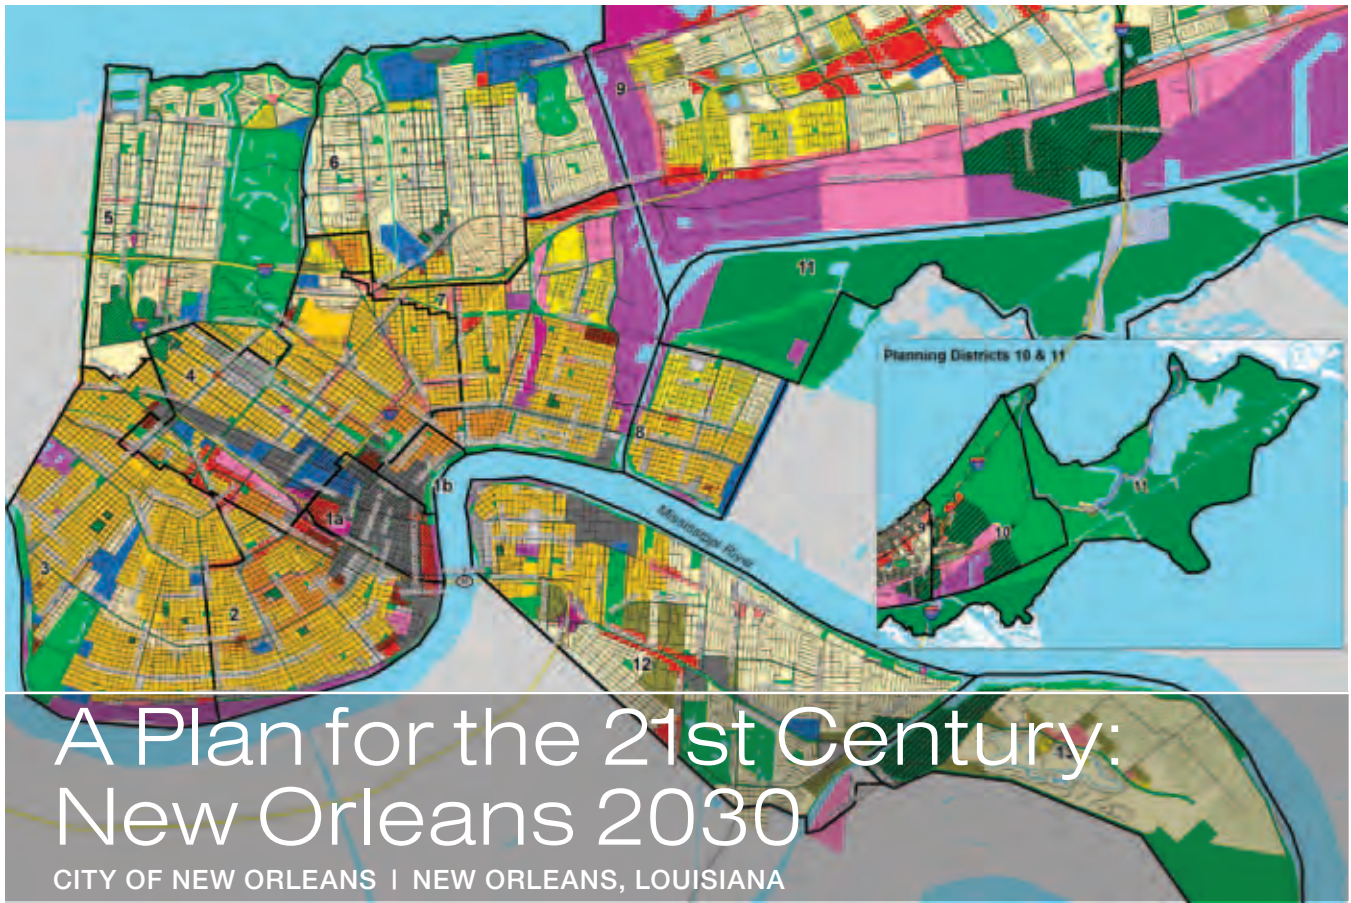 9
6
5
11
7
4
Planning Districts 10 & 11
8
1b
11
Mississippi River
1a
9
10
3
2
12
A Plan for the 21st Century:
New Orleans 2030
CITY OF NEW ORLEANS | NEW ORLEANS, LOUISIANA